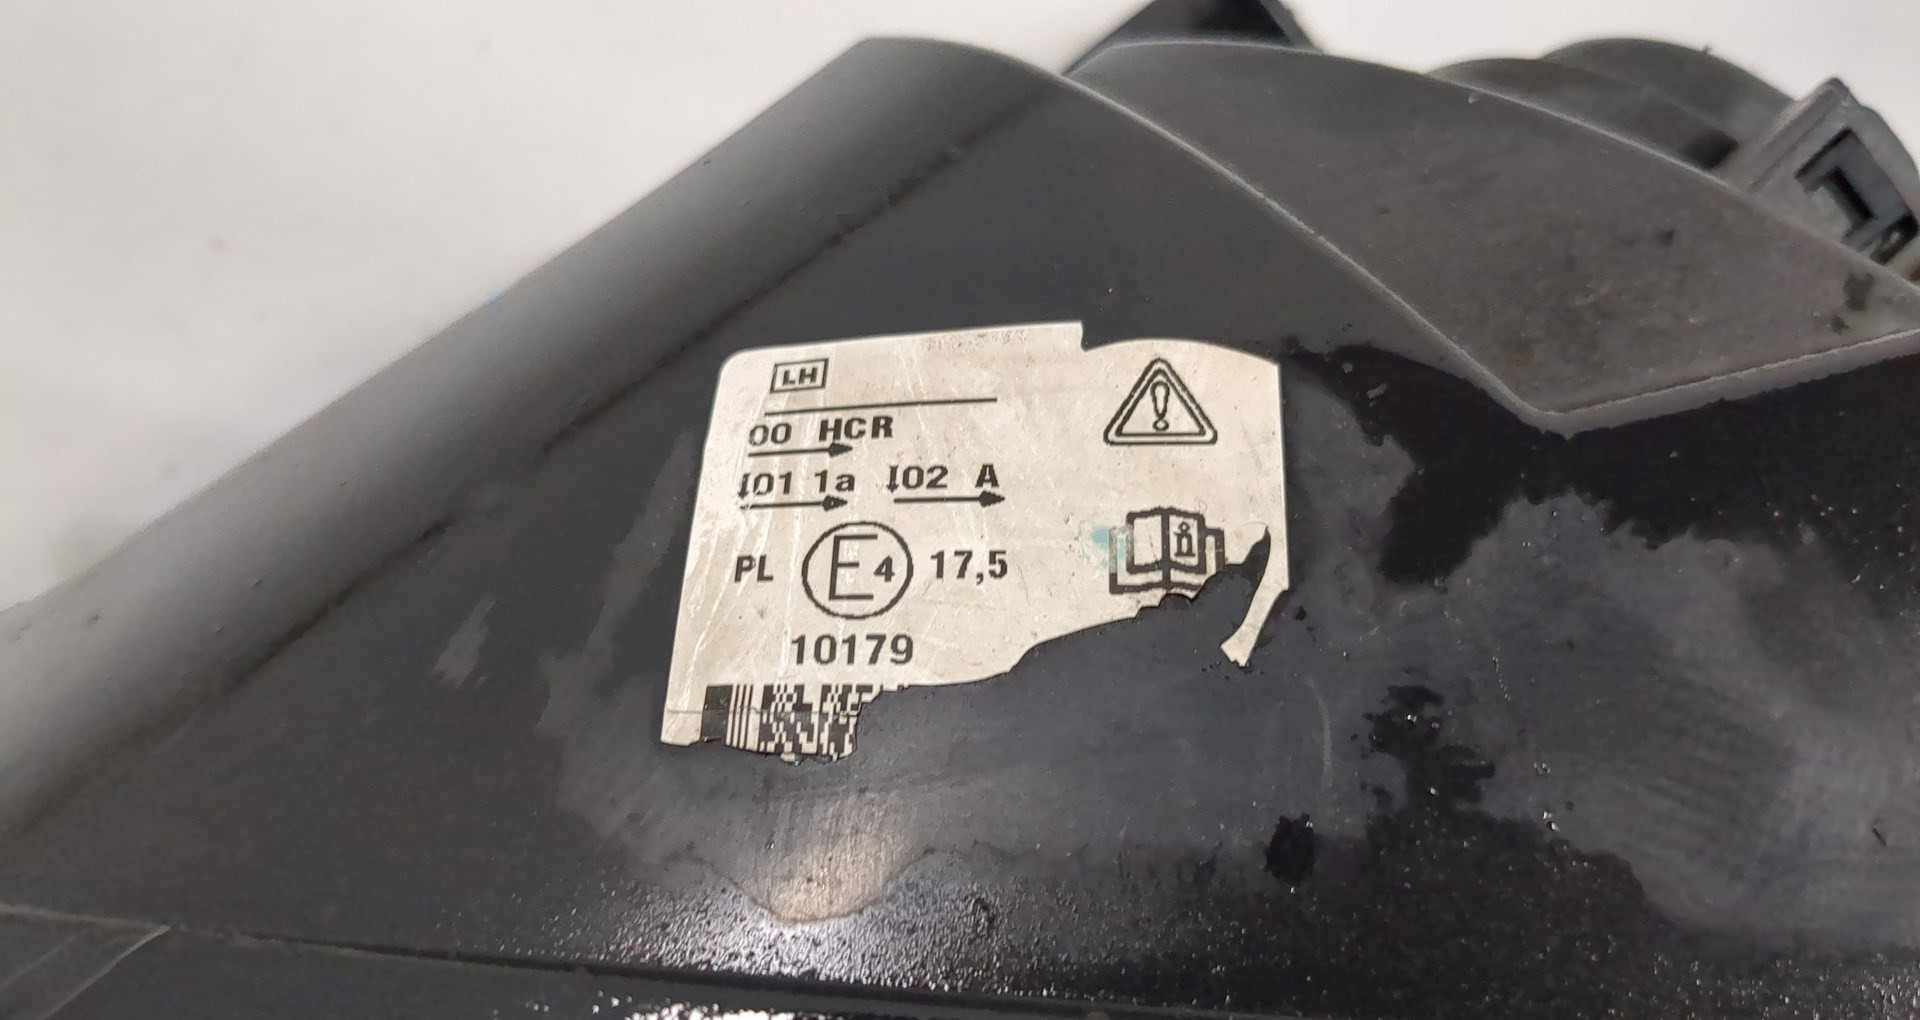 LH
00 HCR
I01 1a I02 A
PL E4 17,5
10179